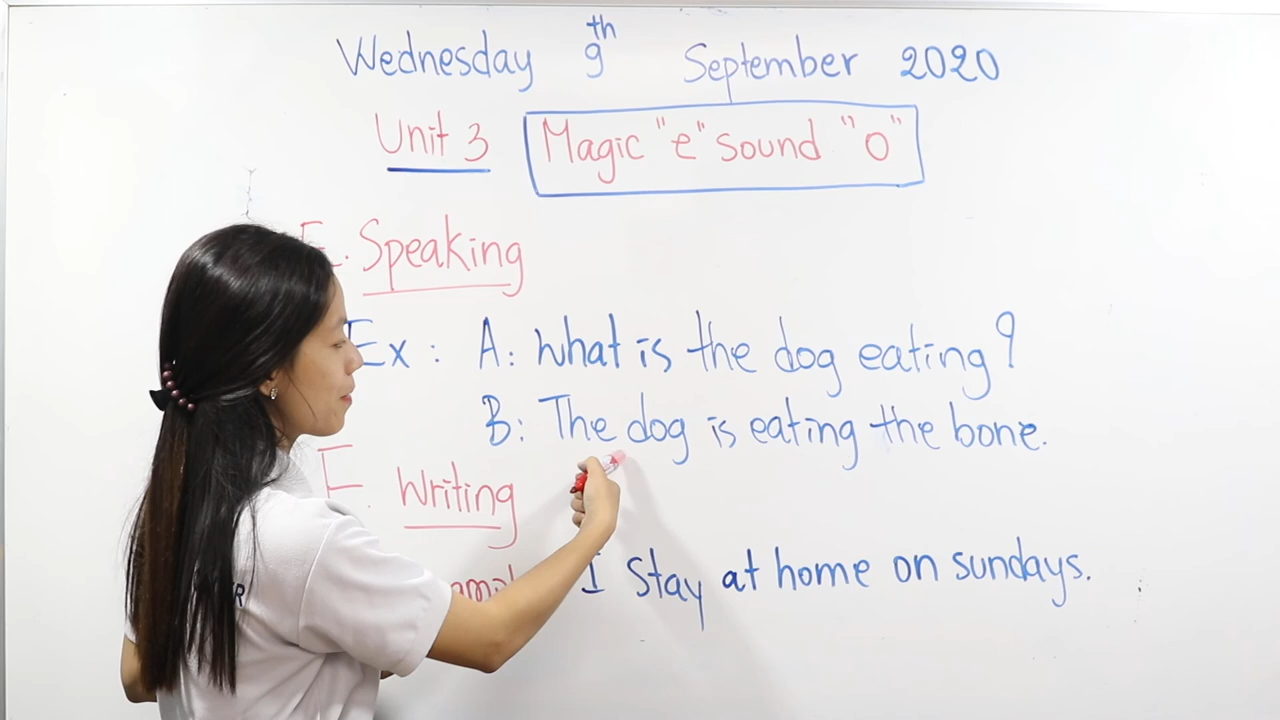 Wednesday 9th September 2020
Unit 3 Magic "e" sound "o"
E. Speaking
Ex : A: What is the dog eating?
B: The dog is eating the bone.
F. Writing
I stay at home on sundays.